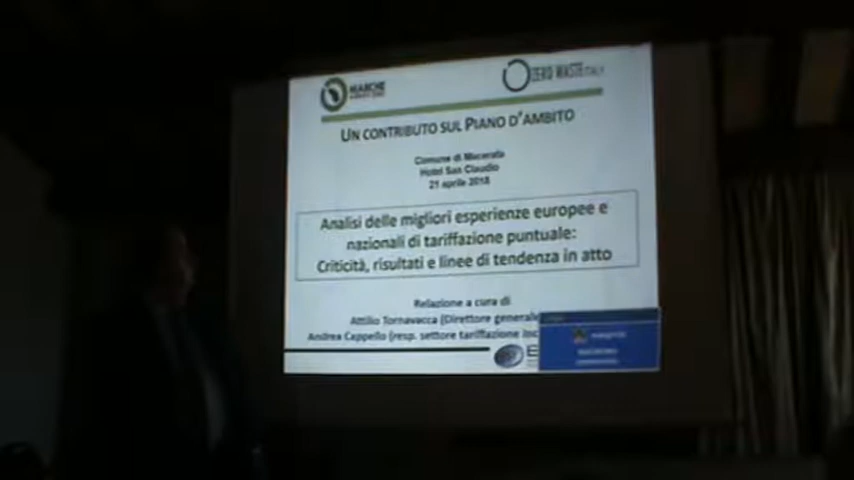 MARCHE
ZERO WASTE ITALY
UN CONTRIBUTO SUL PIANO D'AMBITO
Comune di Macerata
Hotel San Claudio
21 aprile 2018
Analisi delle migliori esperienze europee e
nazionali di tariffazione puntuale:
Criticità, risultati e linee di tendenza in atto
Relazione a cura di
Attilio Tornavacca (Direttore generale
Andrea Cappello (resp. settore tariffazione